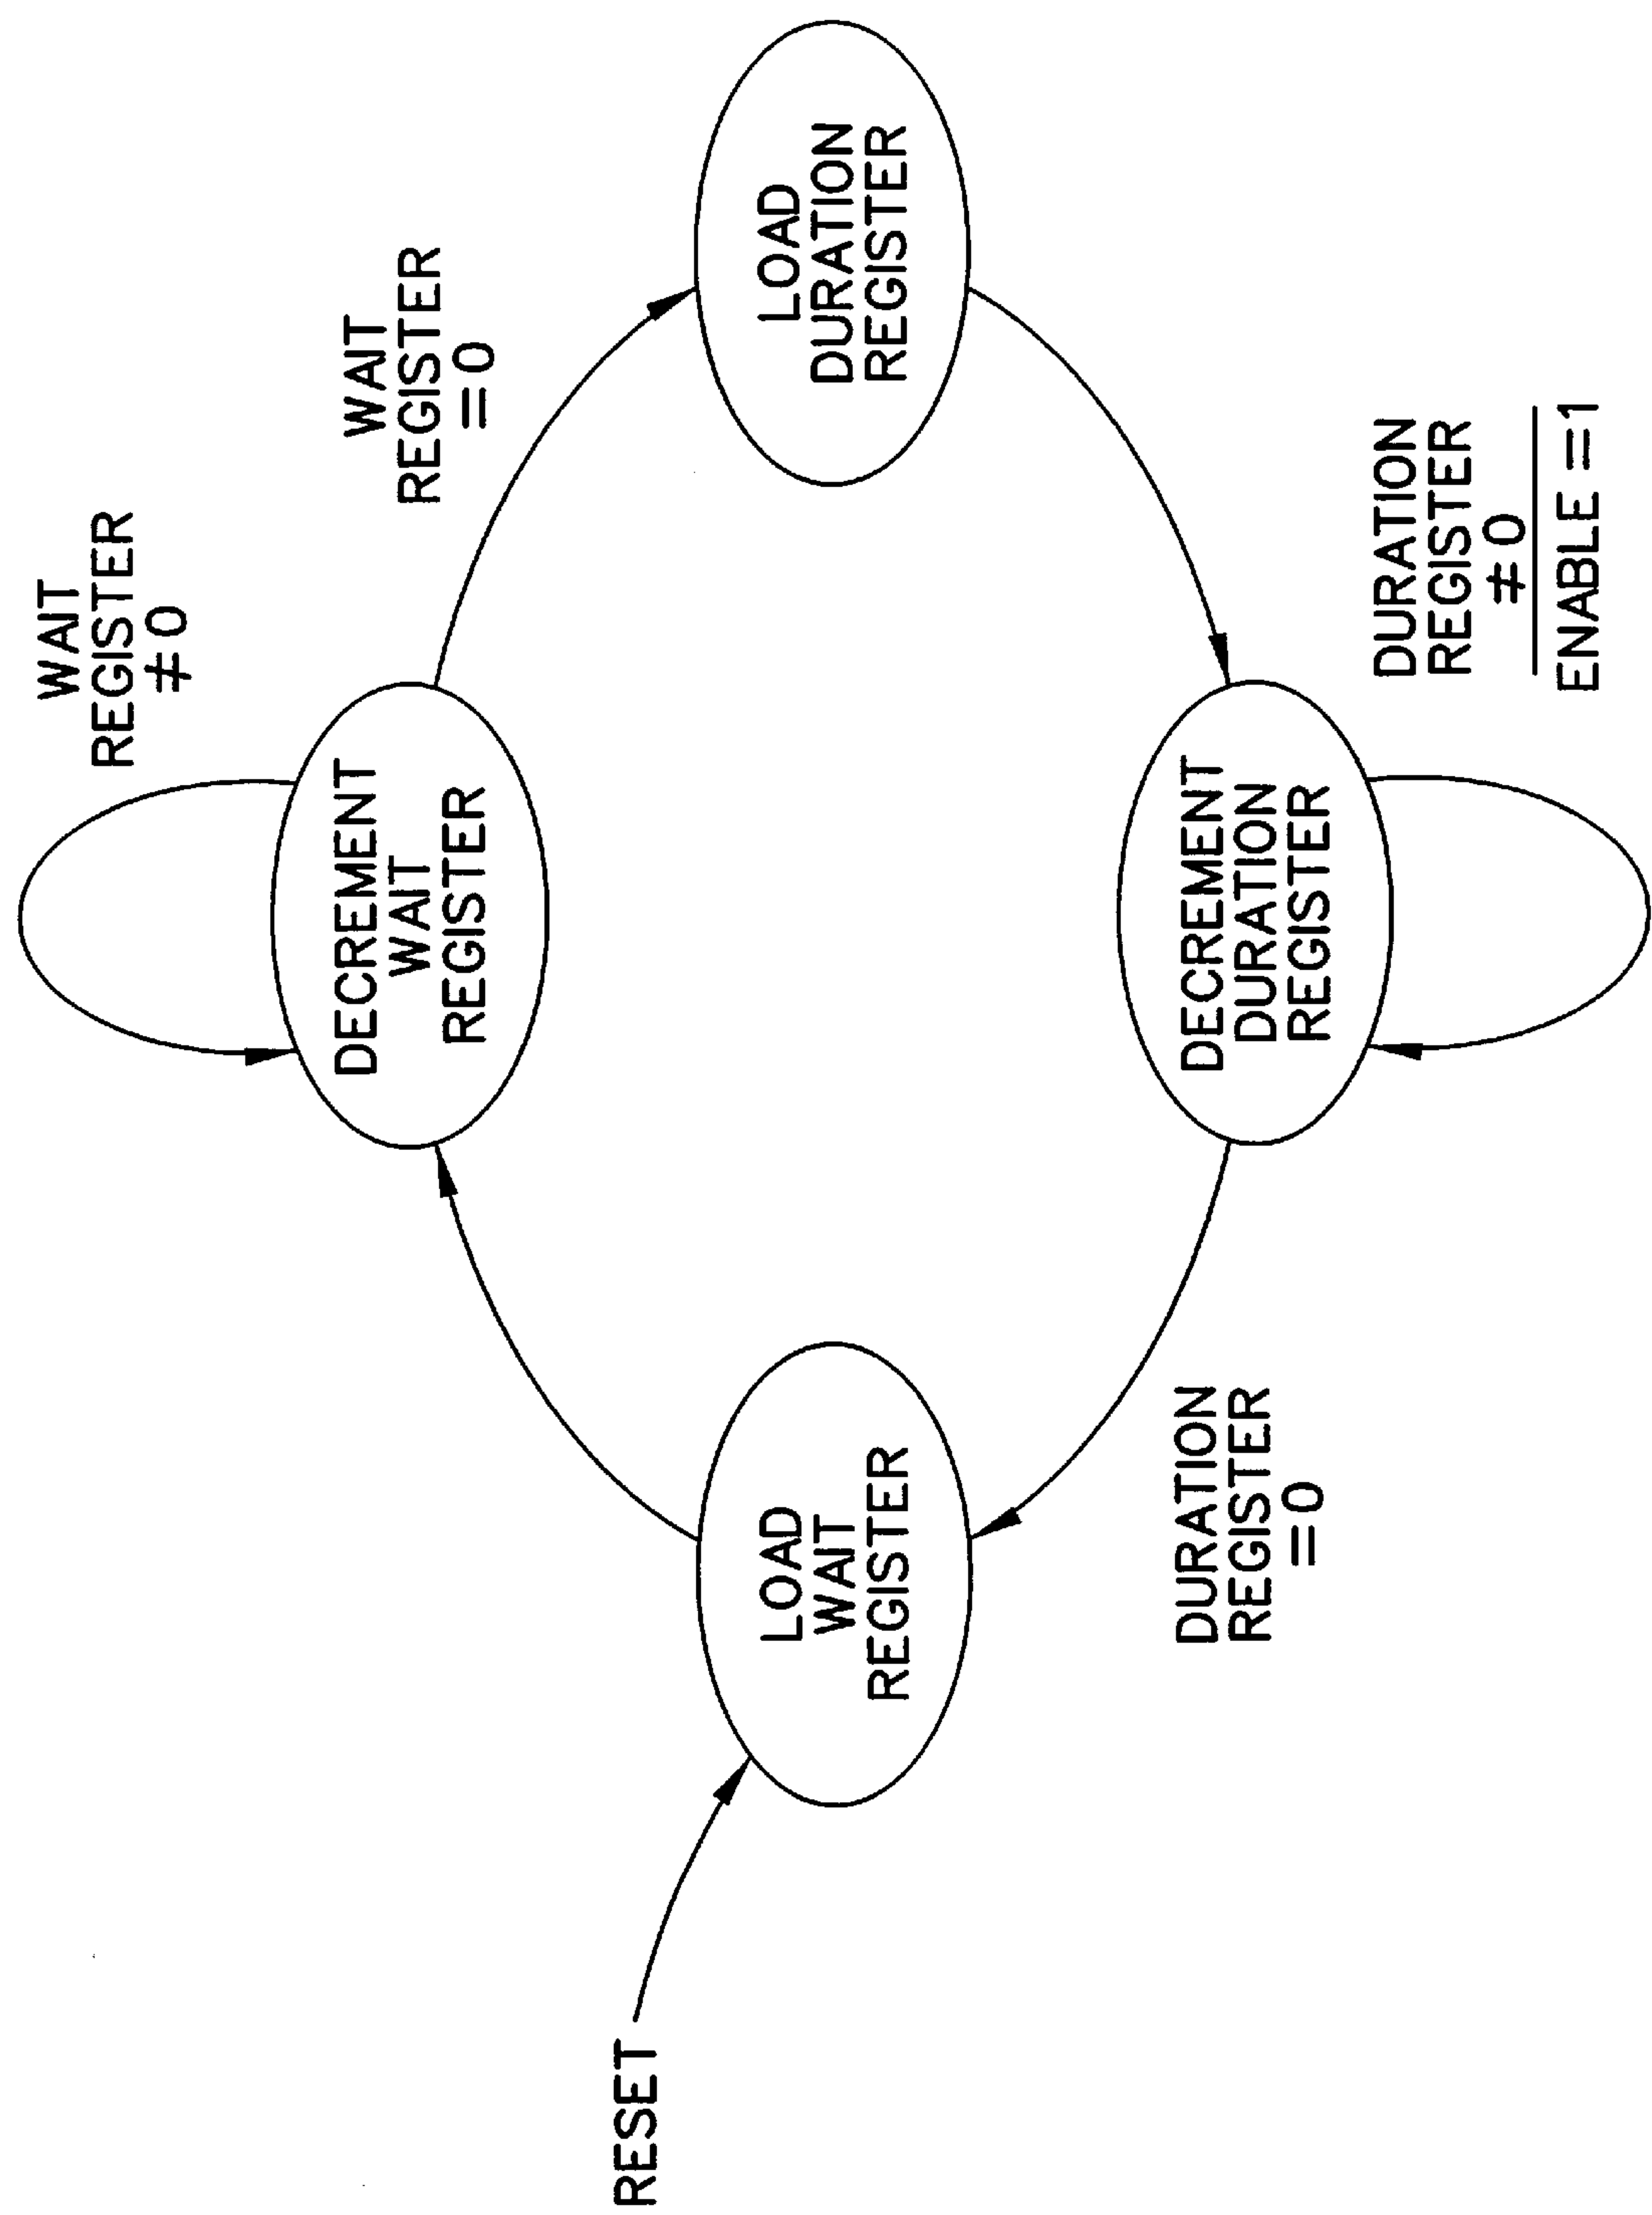 WAIT
REGISTER
≠0
WAIT
REGISTER
=0
DECREMENT
WAIT
REGISTER
RESET
LOAD
WAIT
REGISTER
LOAD
DURATION
REGISTER
DECREMENT
DURATION
REGISTER
DURATION
REGISTER
=0
DURATION
REGISTER
≠0
ENABLE =1